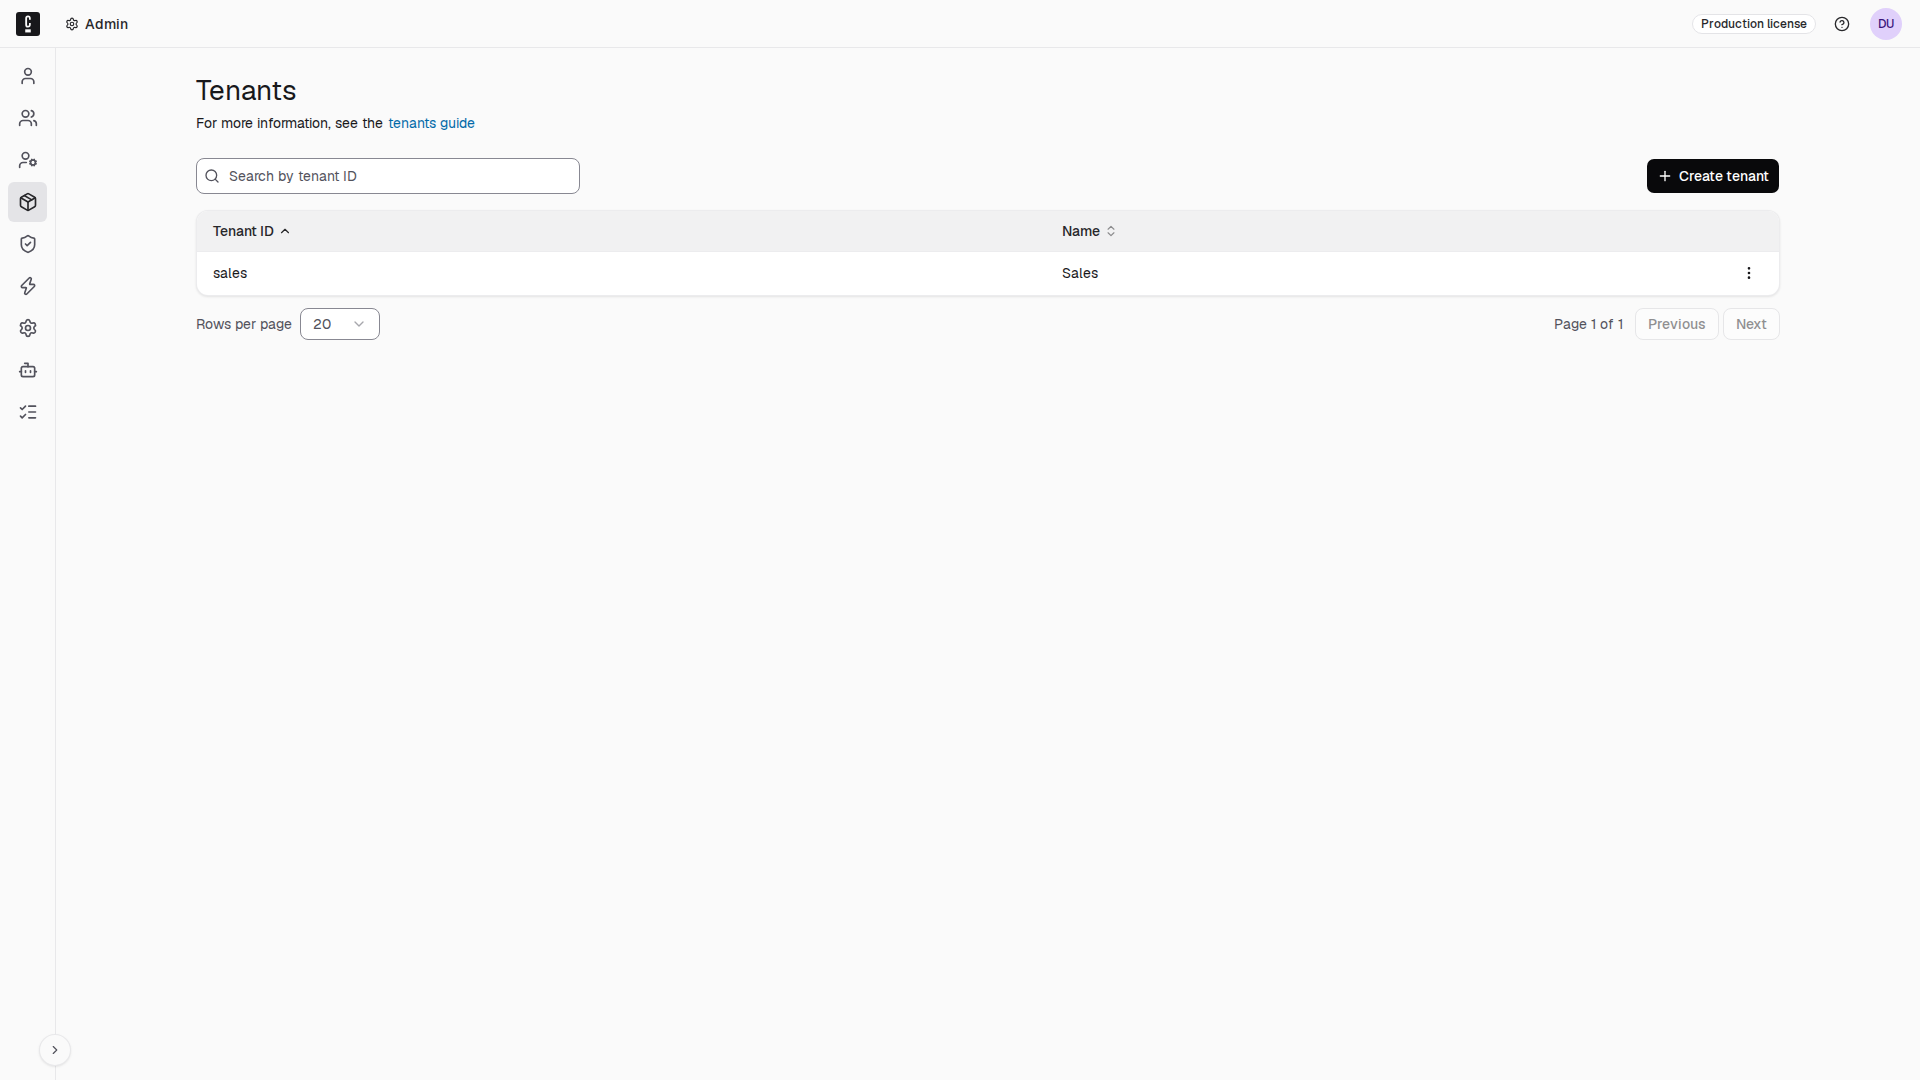 Admin
Production license
DU
Tenants
For more information, see the tenants guide
Search by tenant ID
Create tenant
Tenant ID
Name
sales
Sales
Rows per page
20
Page 1 of 1
Previous
Next